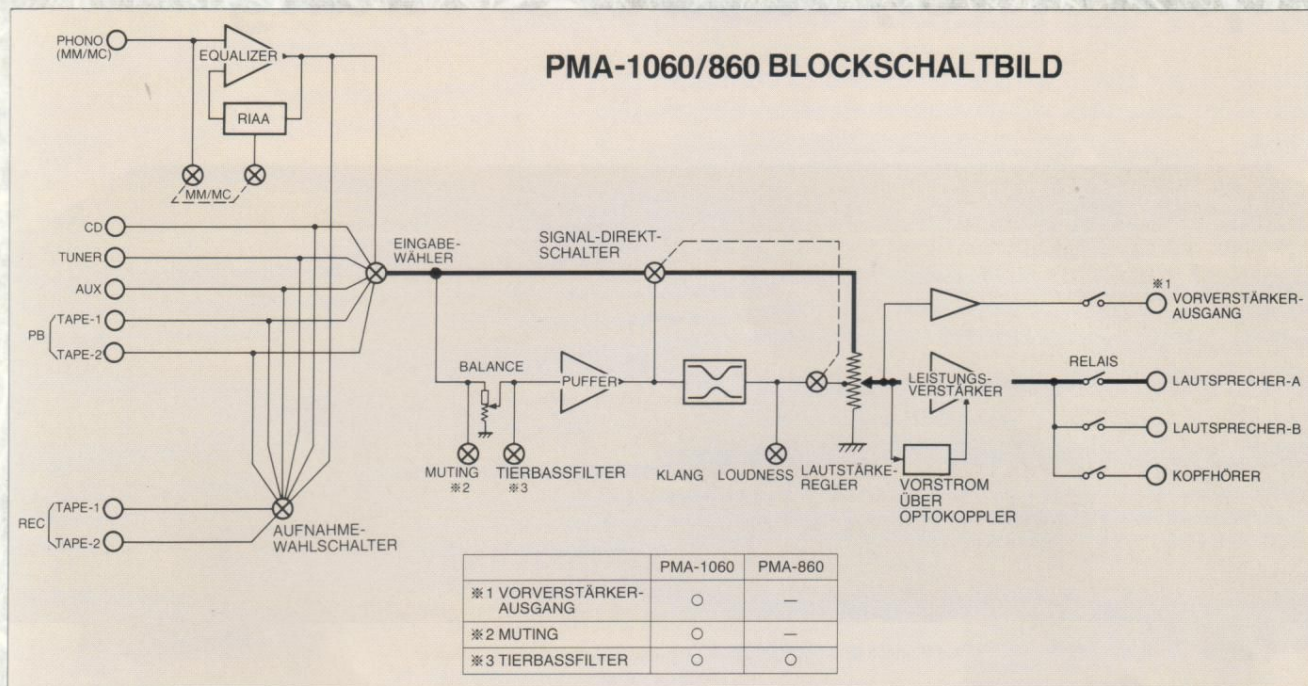 PMA-1060/860 BLOCKSCHALTBILD
PHONO
(MM/MC)
EQUALIZER
RIAA
MM/MC
CD
TUNER
AUX
PB
TAPE-1
TAPE-2
EINGABE-
WÄHLER
SIGNAL-DIREKT-
SCHALTER
BALANCE
PUFFER
MUTING
※2
TIERBASSFILTER
※3
KLANG
LOUDNESS
LAUTSTÄRKE-
REGLER
LEISTUNGS-
VERSTÄRKER
VORSTROM
ÜBER
OPTOKOPPLER
RELAIS
※1
VORVERSTÄRKER-
AUSGANG
LAUTSPRECHER-A
LAUTSPRECHER-B
KOPFHÖRER
REC
TAPE-1
TAPE-2
AUFNAHME-
WAHLSCHALTER
PMA-1060 PMA-860
※1 VORVERSTÄRKER-
AUSGANG ○ —
※2 MUTING ○ —
※3 TIERBASSFILTER ○ ○